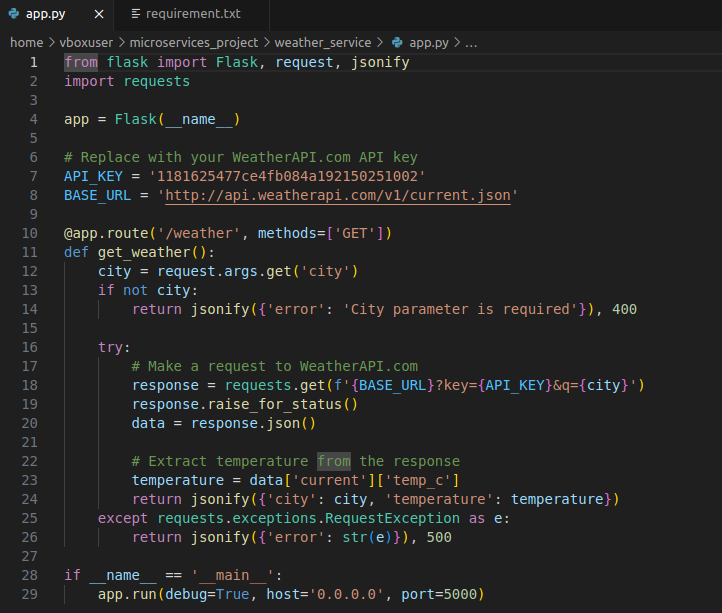 app.py × requirement.txt
home > vboxuser > microservices_project > weather_service > app.py > ...
1 from flask import Flask, request, jsonify
2 import requests
3
4 app = Flask(__name__)
5
6 # Replace with your WeatherAPI.com API key
7 API_KEY = '1181625477ce4fb084a192150251002'
8 BASE_URL = 'http://api.weatherapi.com/v1/current.json'
9
10 @app.route('/weather', methods=['GET'])
11 def get_weather():
12     city = request.args.get('city')
13     if not city:
14         return jsonify({'error': 'City parameter is required'}), 400
15
16     try:
17         # Make a request to WeatherAPI.com
18         response = requests.get(f'{BASE_URL}?key={API_KEY}&q={city}')
19         response.raise_for_status()
20         data = response.json()
21
22         # Extract temperature from the response
23         temperature = data['current']['temp_c']
24         return jsonify({'city': city, 'temperature': temperature})
25     except requests.exceptions.RequestException as e:
26         return jsonify({'error': str(e)}), 500
27
28 if __name__ == '__main__':
29     app.run(debug=True, host='0.0.0.0', port=5000)